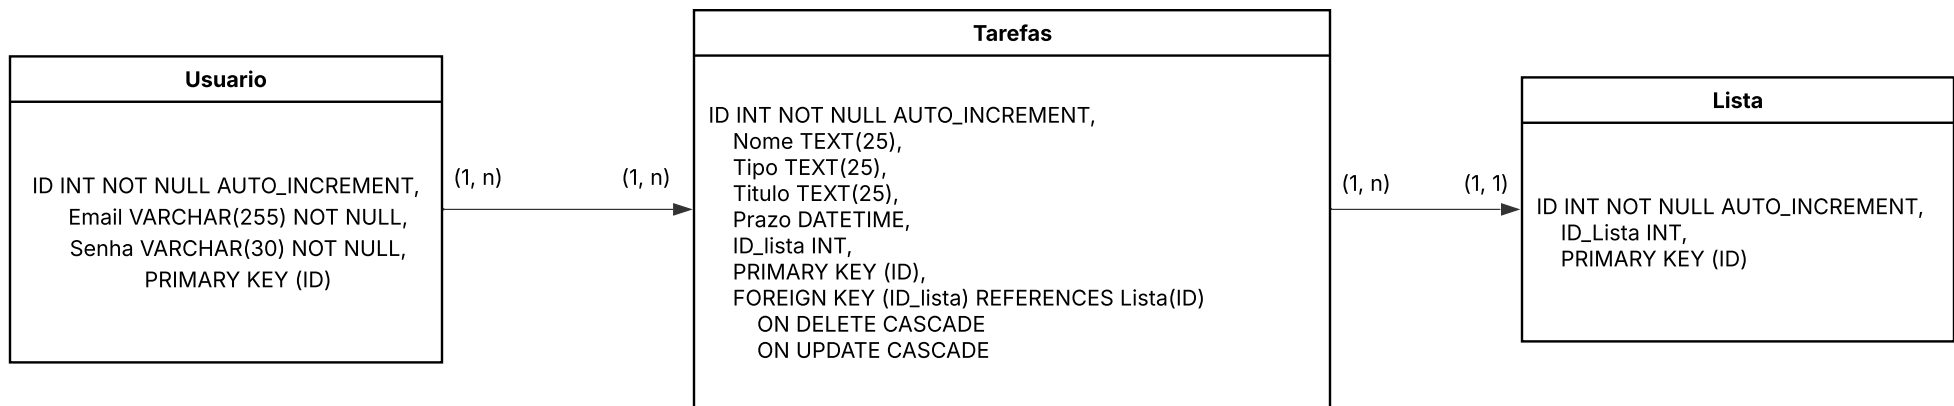 Usuario
ID INT NOT NULL AUTO_INCREMENT,
Email VARCHAR(255) NOT NULL,
Senha VARCHAR(30) NOT NULL,
PRIMARY KEY (ID)
(1, n)
(1, n)
Tarefas
ID INT NOT NULL AUTO_INCREMENT,
Nome TEXT(25),
Tipo TEXT(25),
Titulo TEXT(25),
Prazo DATETIME,
ID_lista INT,
PRIMARY KEY (ID),
FOREIGN KEY (ID_lista) REFERENCES Lista(ID)
ON DELETE CASCADE
ON UPDATE CASCADE
(1, n)
(1, 1)
Lista
ID INT NOT NULL AUTO_INCREMENT,
ID_Lista INT,
PRIMARY KEY (ID)